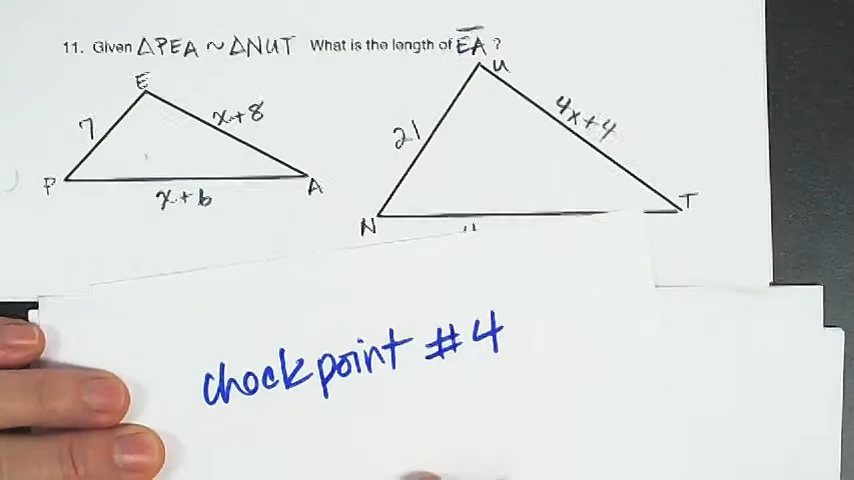 11. Given △PEA ~ △NUT What is the length of EA?
E
U
7
x+8
21
4x+4
P
A
x+6
N
T
checkpoint #4